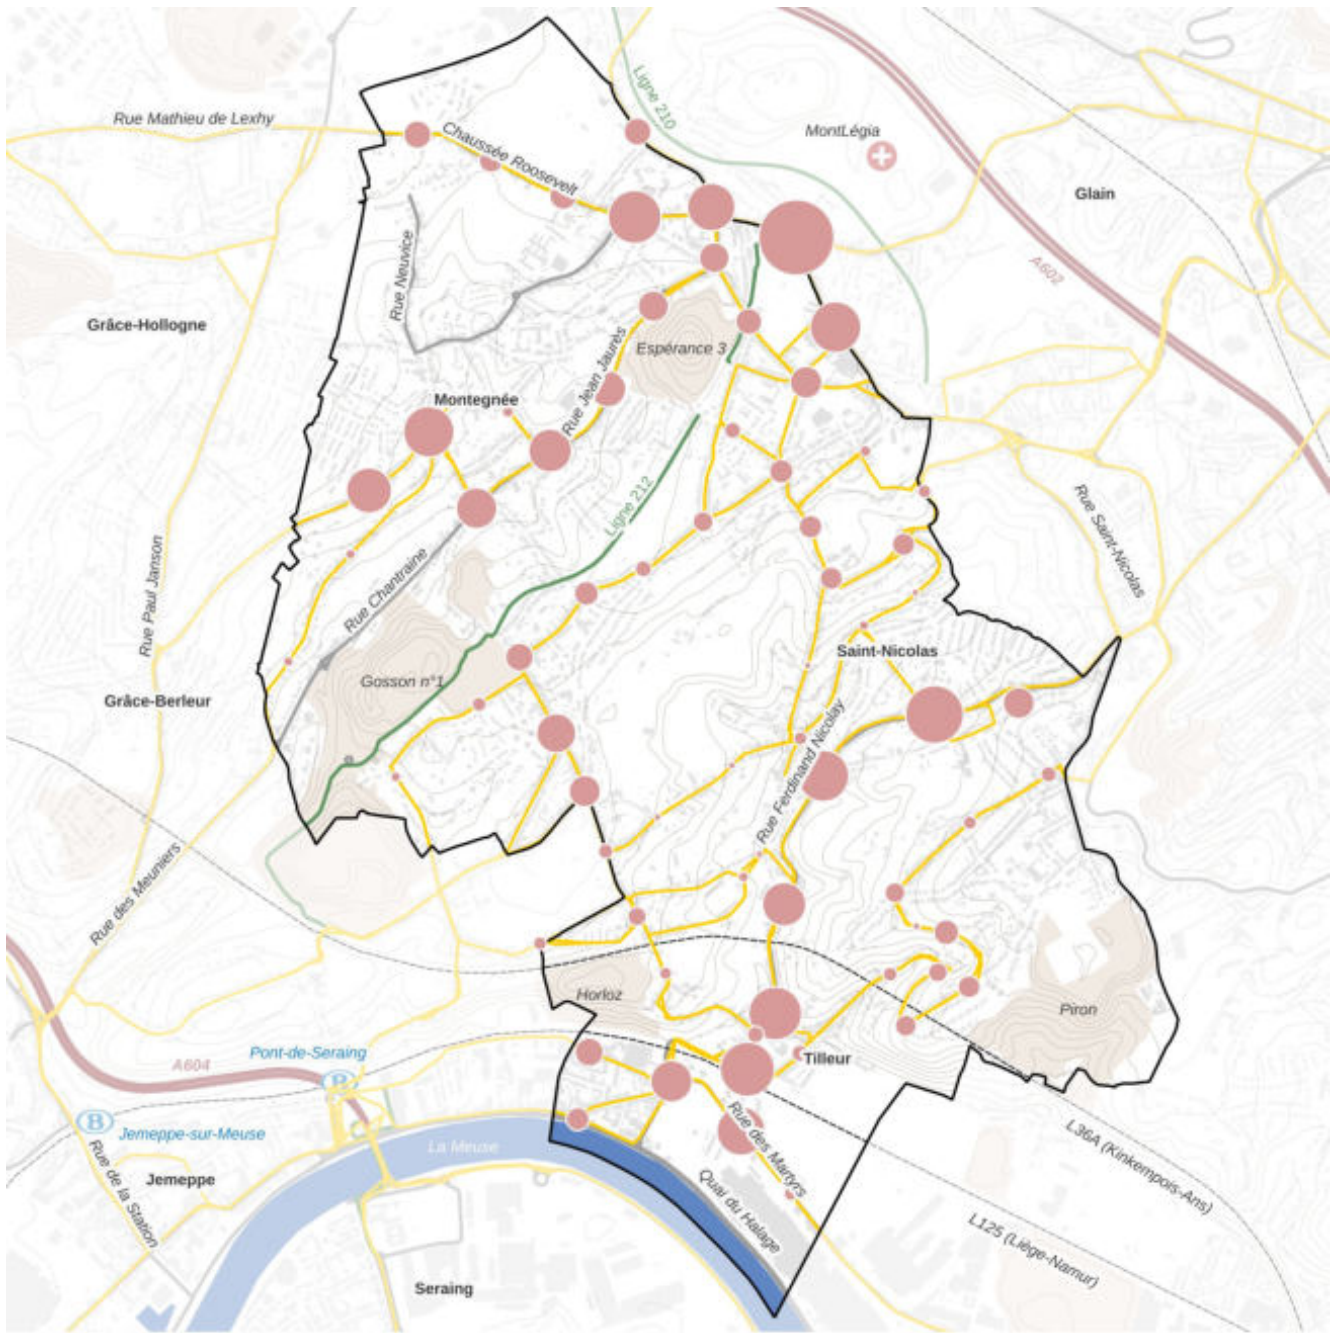 Rue Mathieu de Lexhy
Chaussée Roosevelt
Ligne 210
MontLégia
Glain
A602
Rue Neuvice
Grâce-Hollogne
Espérance 3
Rue Jean Jaurès
Montegnée
Ligne 212
Rue Saint-Nicolas
Rue Paul Janson
Rue Chantraine
Saint-Nicolas
Gosson n°1
Grâce-Berleur
Rue Ferdinand Nicolay
Rue des Meuniers
Horloz
Piron
Pont-de-Seraing
A604
B
Tilleur
B
Jemeppe-sur-Meuse
Rue des Martyrs
L36A (Kinkempois-Ans)
La Meuse
Jemeppe
Rue de la Station
Quai du Halage
L125 (Liège-Namur)
Seraing